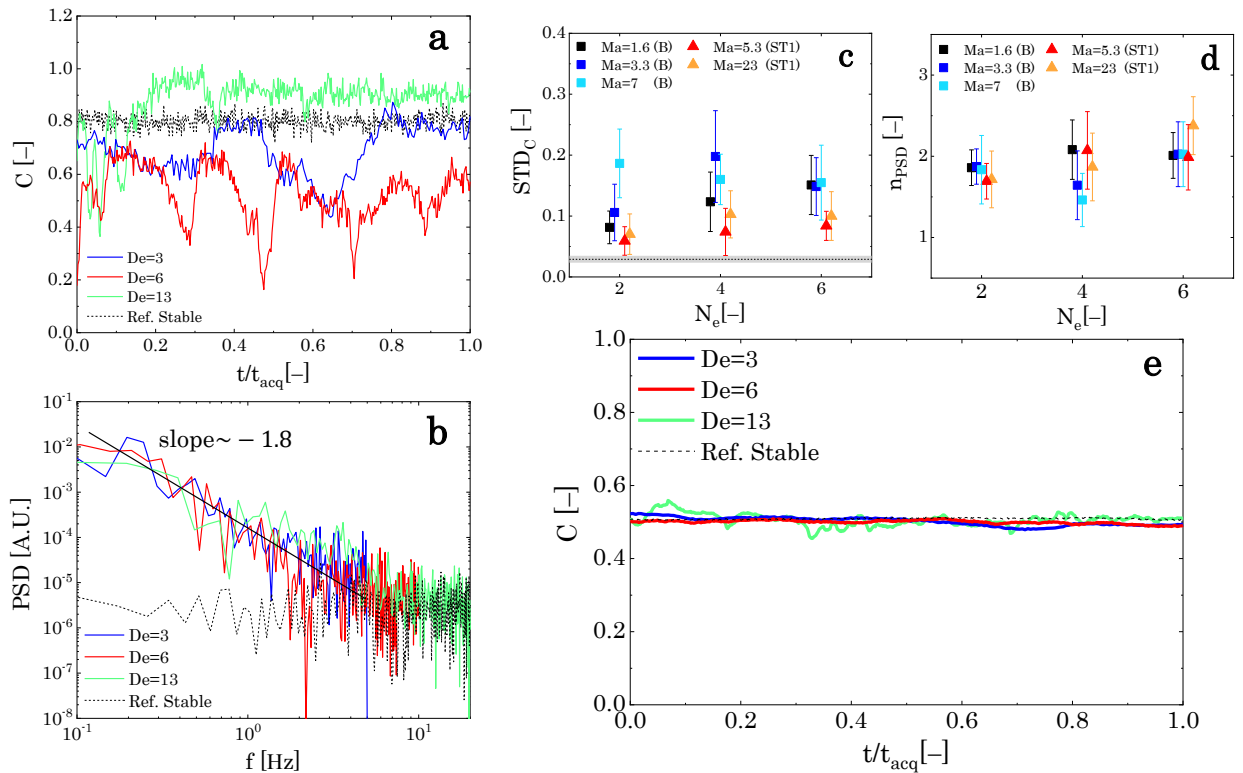 a
1.2
1.0
0.8
0.6
0.4
0.2
0.0
C [–]
De=3
De=6
De=13
Ref. Stable
0.0 0.2 0.4 0.6 0.8 1.0
t/t_acq[–]
b
slope~ − 1.8
10^-1
10^-2
10^-3
10^-4
10^-5
10^-6
10^-7
10^-8
PSD [A.U.]
De=3
De=6
De=13
Ref. Stable
10^-1 10^0 10^1
f [Hz]
c
Ma=1.6 (B) Ma=5.3 (ST1)
Ma=3.3 (B) Ma=23 (ST1)
Ma=7 (B)
0.4
0.3
0.2
0.1
0.0
STD_C [–]
2 4 6
N_e[–]
d
Ma=1.6 (B) Ma=5.3 (ST1)
Ma=3.3 (B) Ma=23 (ST1)
Ma=7 (B)
3
2
1
n_PSD [–]
2 4 6
N_e[–]
e
De=3
De=6
De=13
Ref. Stable
1.0
0.8
0.6
0.4
0.2
0.0
C [–]
0.0 0.2 0.4 0.6 0.8 1.0
t/t_acq[–]